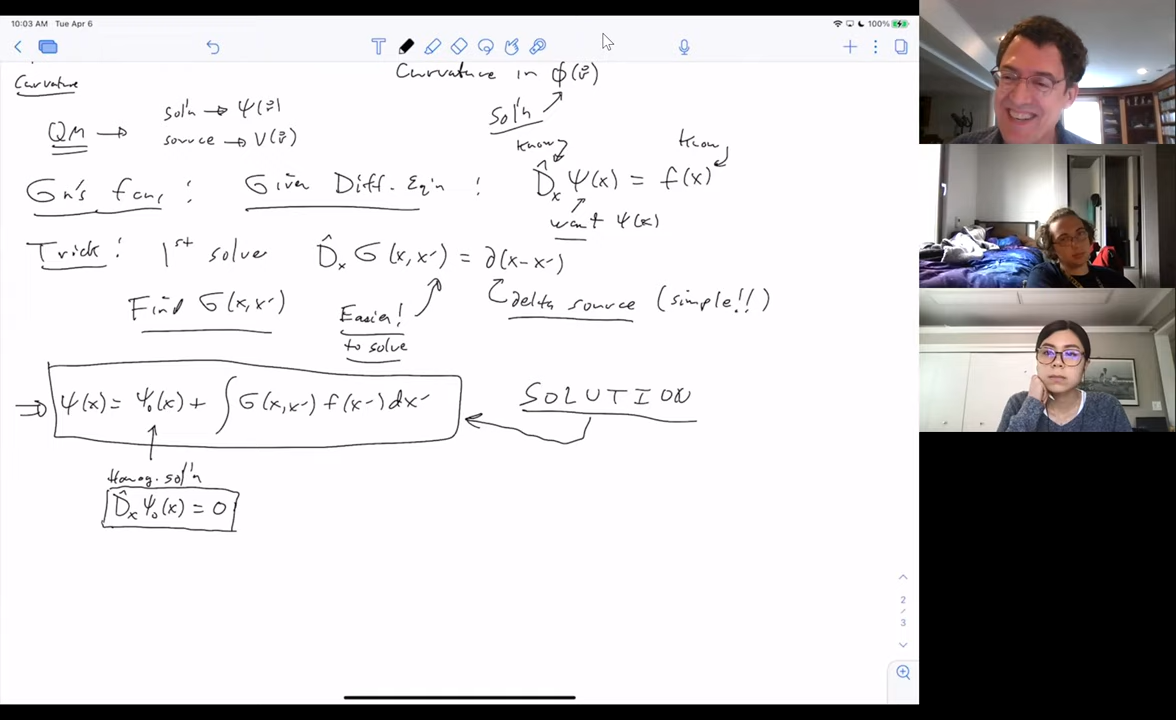 10:03 AM Tue Apr 6
100%
Curvature
Curvature in ϕ(r⃗)
sol'n → ψ(r⃗)
sol'n
QM →
source → V(r⃗)
know
know
Gn's func: Given Diff. Eq'n: D̂ₓ ψ(x) = f(x)
want ψ(x)
Trick: 1st solve D̂ₓ G(x,x') = ∂(x-x')
Find G(x,x')
Easier!
to solve
delta source (simple!!)
⇒ ψ(x) = ψ₀(x) + ∫ G(x,x') f(x') dx'
SOLUTION
Homog. sol'n
D̂ₓ ψ₀(x) = 0
2
/
3